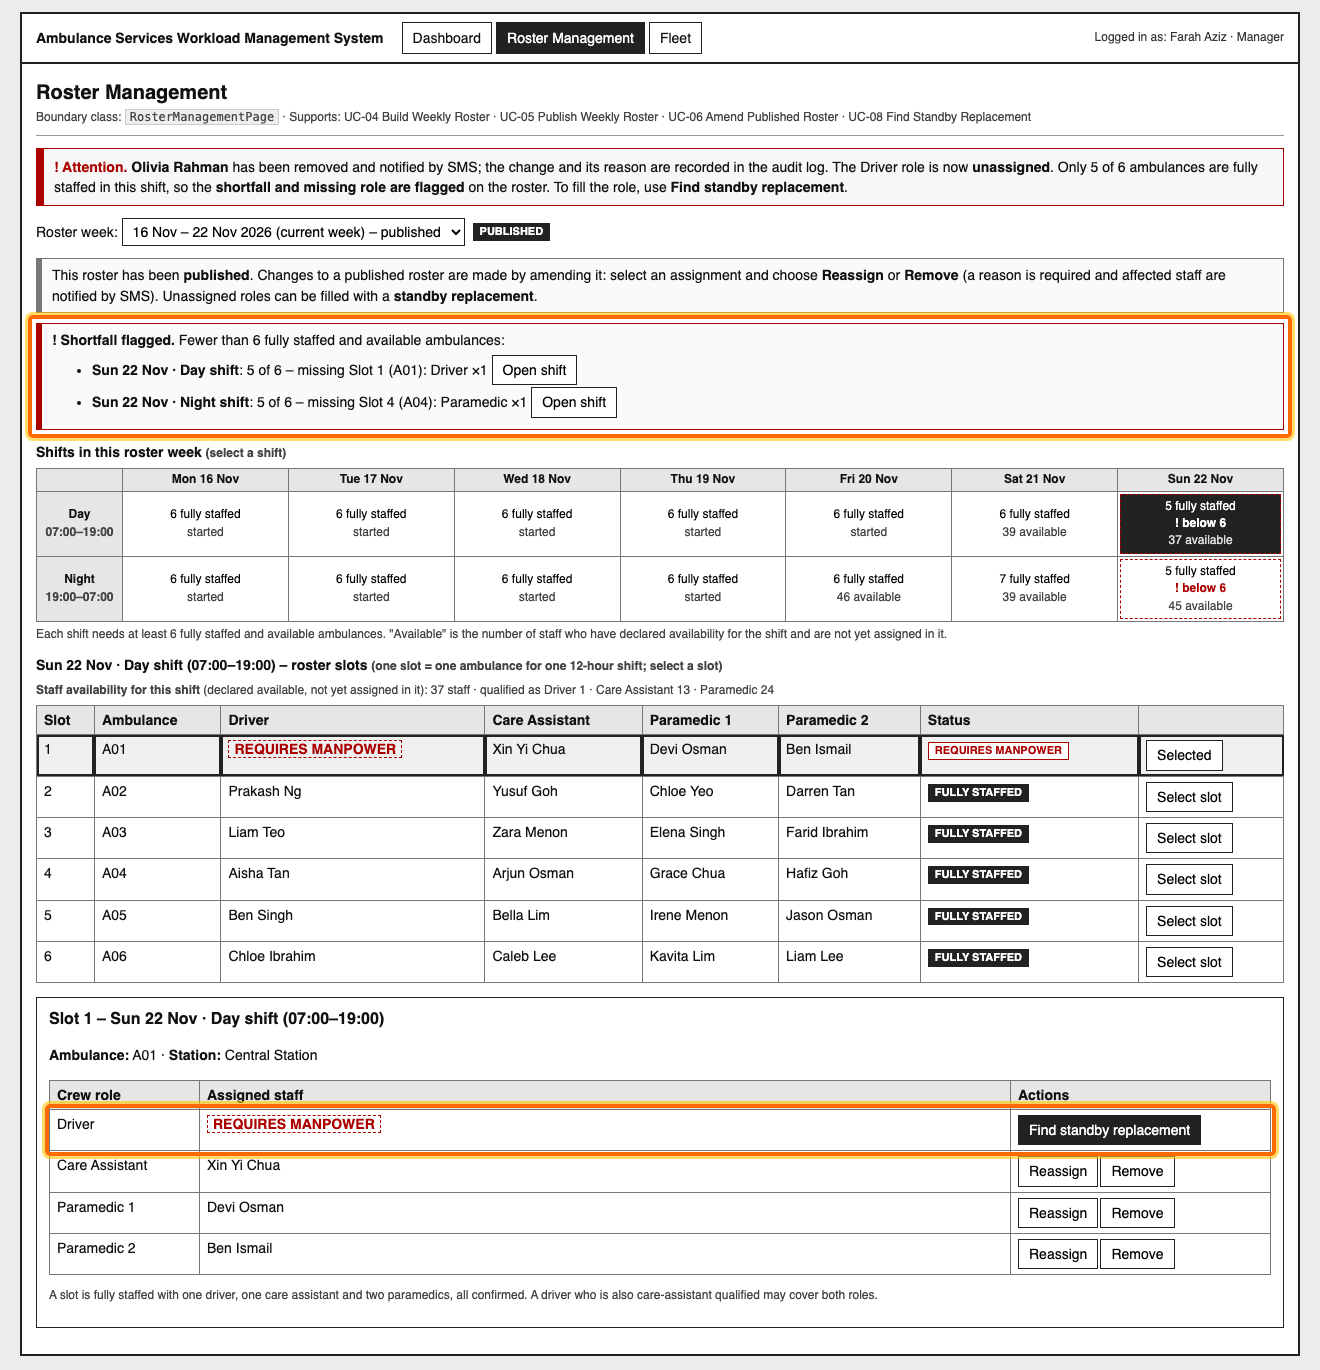 Ambulance Services Workload Management System Dashboard Roster Management Fleet Logged in as: Farah Aziz · Manager
Roster Management
Boundary class: RosterManagementPage · Supports: UC-04 Build Weekly Roster · UC-05 Publish Weekly Roster · UC-06 Amend Published Roster · UC-08 Find Standby Replacement
! Attention. Olivia Rahman has been removed and notified by SMS; the change and its reason are recorded in the audit log. The Driver role is now unassigned. Only 5 of 6 ambulances are fully
staffed in this shift, so the shortfall and missing role are flagged on the roster. To fill the role, use Find standby replacement.
Roster week: 16 Nov – 22 Nov 2026 (current week) – published PUBLISHED
This roster has been published. Changes to a published roster are made by amending it: select an assignment and choose Reassign or Remove (a reason is required and affected staff are
notified by SMS). Unassigned roles can be filled with a standby replacement.
! Shortfall flagged. Fewer than 6 fully staffed and available ambulances:
• Sun 22 Nov · Day shift: 5 of 6 – missing Slot 1 (A01): Driver ×1 Open shift
• Sun 22 Nov · Night shift: 5 of 6 – missing Slot 4 (A04): Paramedic ×1 Open shift
Shifts in this roster week (select a shift)
Mon 16 Nov Tue 17 Nov Wed 18 Nov Thu 19 Nov Fri 20 Nov Sat 21 Nov Sun 22 Nov
Day 6 fully staffed 6 fully staffed 6 fully staffed 6 fully staffed 6 fully staffed 6 fully staffed 5 fully staffed
! below 6
07:00–19:00 started started started started started 39 available 37 available
Night 6 fully staffed 6 fully staffed 6 fully staffed 6 fully staffed 6 fully staffed 7 fully staffed 5 fully staffed
! below 6
19:00–07:00 started started started started 46 available 39 available 45 available
Each shift needs at least 6 fully staffed and available ambulances. "Available" is the number of staff who have declared availability for the shift and are not yet assigned in it.
Sun 22 Nov · Day shift (07:00–19:00) – roster slots (one slot = one ambulance for one 12-hour shift; select a slot)
Staff availability for this shift (declared available, not yet assigned in it): 37 staff · qualified as Driver 1 · Care Assistant 13 · Paramedic 24
Slot Ambulance Driver Care Assistant Paramedic 1 Paramedic 2 Status
1 A01 REQUIRES MANPOWER Xin Yi Chua Devi Osman Ben Ismail REQUIRES MANPOWER Selected
2 A02 Prakash Ng Yusuf Goh Chloe Yeo Darren Tan FULLY STAFFED Select slot
3 A03 Liam Teo Zara Menon Elena Singh Farid Ibrahim FULLY STAFFED Select slot
4 A04 Aisha Tan Arjun Osman Grace Chua Hafiz Goh FULLY STAFFED Select slot
5 A05 Ben Singh Bella Lim Irene Menon Jason Osman FULLY STAFFED Select slot
6 A06 Chloe Ibrahim Caleb Lee Kavita Lim Liam Lee FULLY STAFFED Select slot
Slot 1 – Sun 22 Nov · Day shift (07:00–19:00)
Ambulance: A01 · Station: Central Station
Crew role Assigned staff Actions
Driver REQUIRES MANPOWER Find standby replacement
Care Assistant Xin Yi Chua Reassign Remove
Paramedic 1 Devi Osman Reassign Remove
Paramedic 2 Ben Ismail Reassign Remove
A slot is fully staffed with one driver, one care assistant and two paramedics, all confirmed. A driver who is also care-assistant qualified may cover both roles.